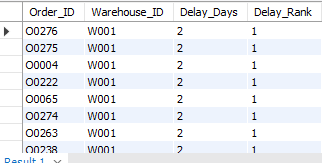 Order_ID Warehouse_ID Delay_Days Delay_Rank
O0276 W001 2 1
O0275 W001 2 1
O0004 W001 2 1
O0222 W001 2 1
O0065 W001 2 1
O0274 W001 2 1
O0263 W001 2 1
O0238 W001 2 1
Result 1